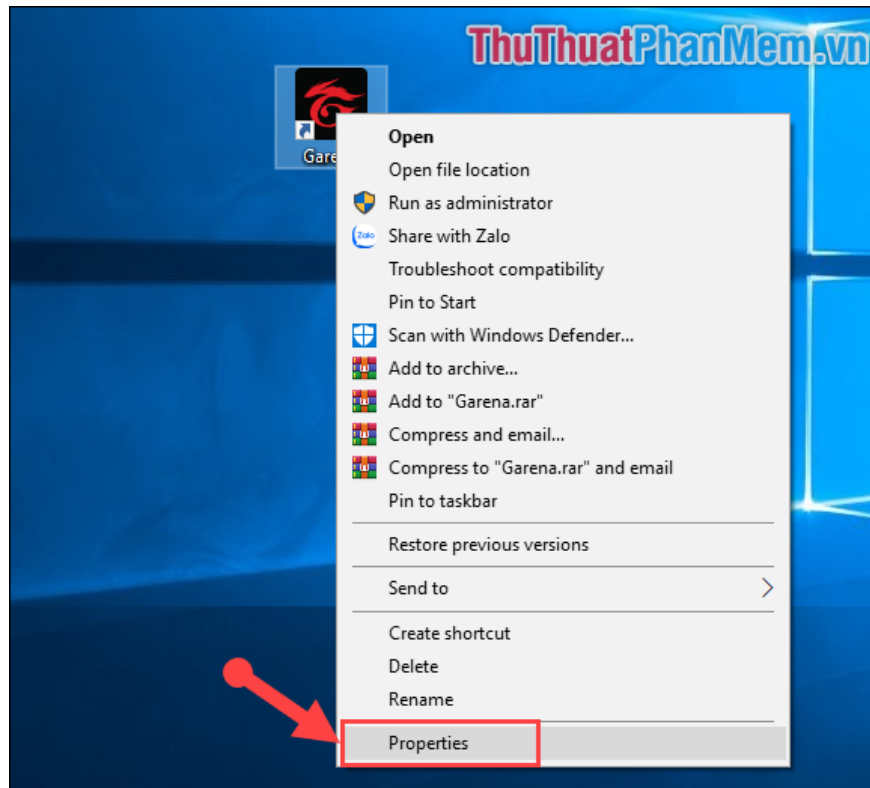 ThuThuatPhanMem.vn
Gare
Open
Open file location
Run as administrator
Zalo
Share with Zalo
Troubleshoot compatibility
Pin to Start
Scan with Windows Defender...
Add to archive...
Add to "Garena.rar"
Compress and email...
Compress to "Garena.rar" and email
Pin to taskbar
Restore previous versions
Send to
Create shortcut
Delete
Rename
Properties